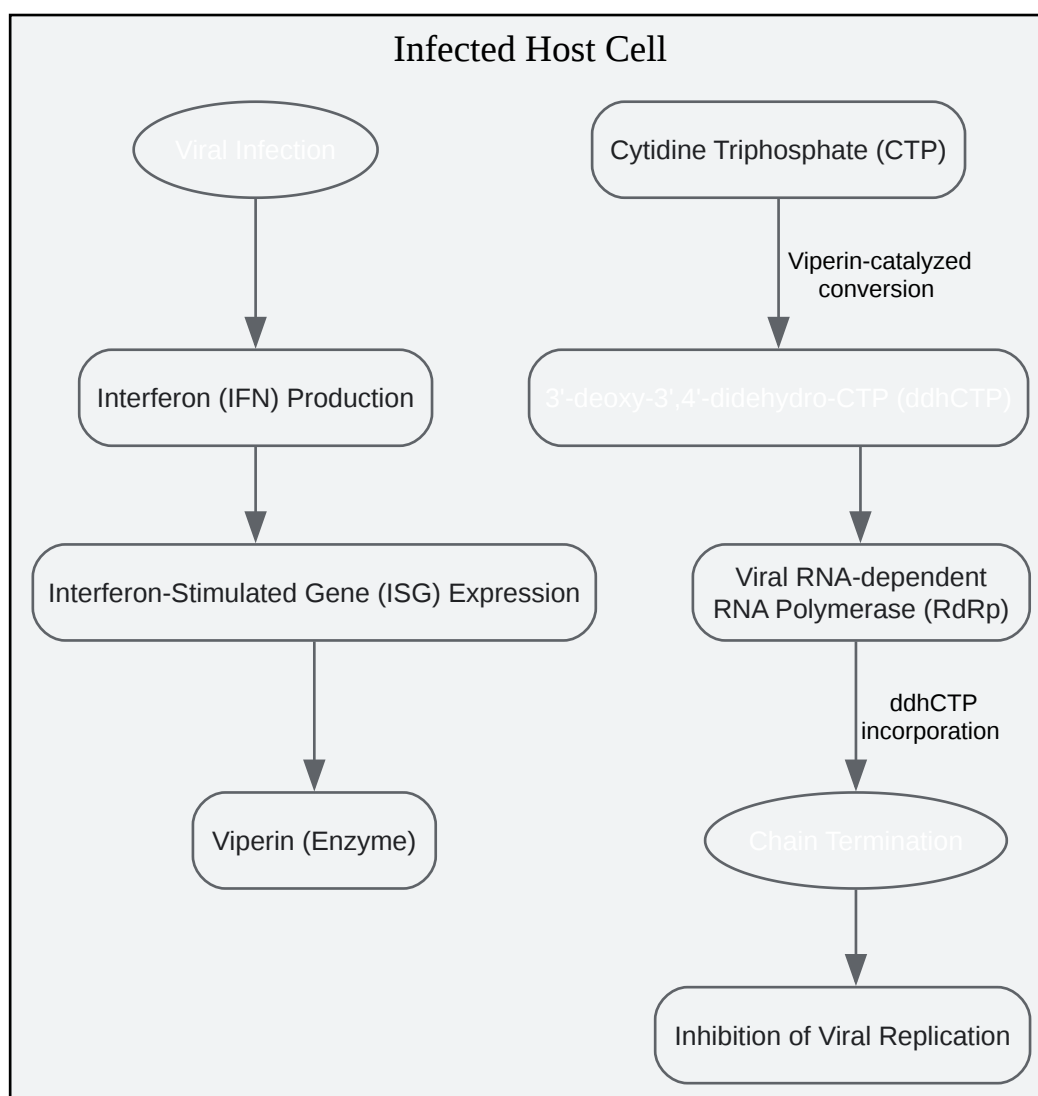 Infected Host Cell
Viral Infection
Cytidine Triphosphate (CTP)
Viperin-catalyzed
conversion
Interferon (IFN) Production
3'-deoxy-3',4'-didehydro-CTP (ddhCTP)
Interferon-Stimulated Gene (ISG) Expression
Viral RNA-dependent
RNA Polymerase (RdRp)
ddhCTP
incorporation
Viperin (Enzyme)
Chain Termination
Inhibition of Viral Replication